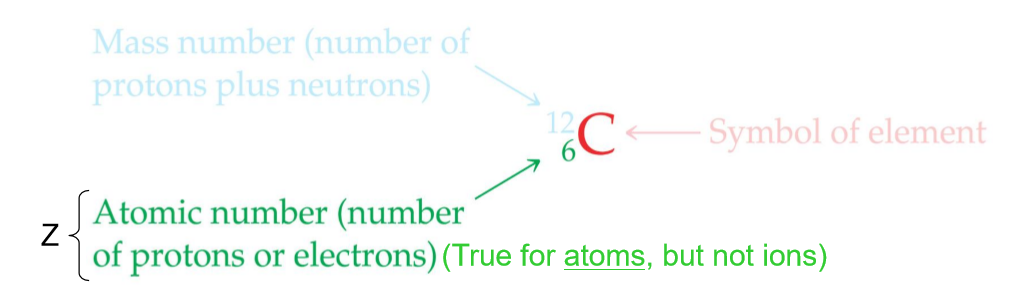 Mass number (number of
protons plus neutrons)
12
6
C
Symbol of element
Z
Atomic number (number
of protons or electrons) (True for atoms, but not ions)